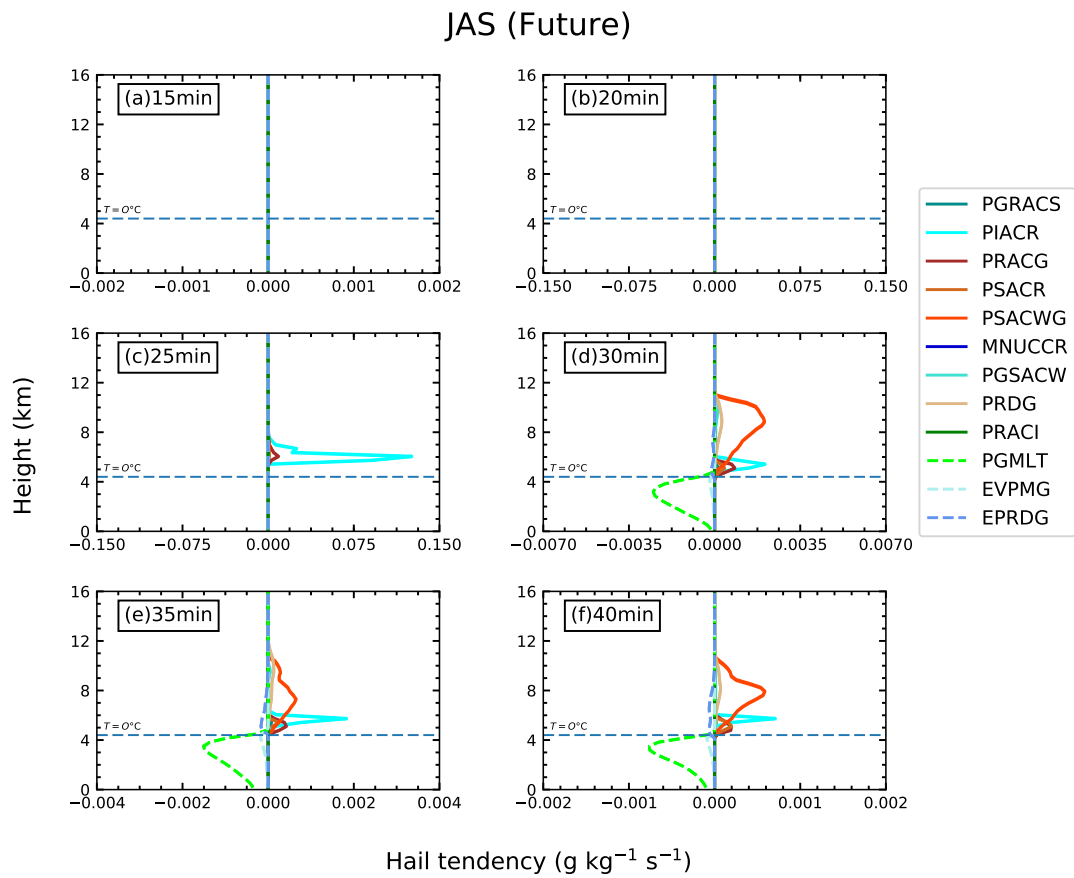 JAS (Future)
Height (km)
(a)15min
16
12
8
4
0
T = O°C
−0.002 −0.001 0.000 0.001 0.002
(b)20min
16
12
8
4
0
T = O°C
−0.150 −0.075 0.000 0.075 0.150
(c)25min
16
12
8
4
0
T = O°C
−0.150 −0.075 0.000 0.075 0.150
(d)30min
16
12
8
4
0
T = O°C
−0.0070 −0.0035 0.0000 0.0035 0.0070
(e)35min
16
12
8
4
0
T = O°C
−0.004 −0.002 0.000 0.002 0.004
(f)40min
16
12
8
4
0
T = O°C
−0.002 −0.001 0.000 0.001 0.002
PGRACS
PIACR
PRACG
PSACR
PSACWG
MNUCCR
PGSACW
PRDG
PRACI
PGMLT
EVPMG
EPRDG
Hail tendency (g kg⁻¹ s⁻¹)